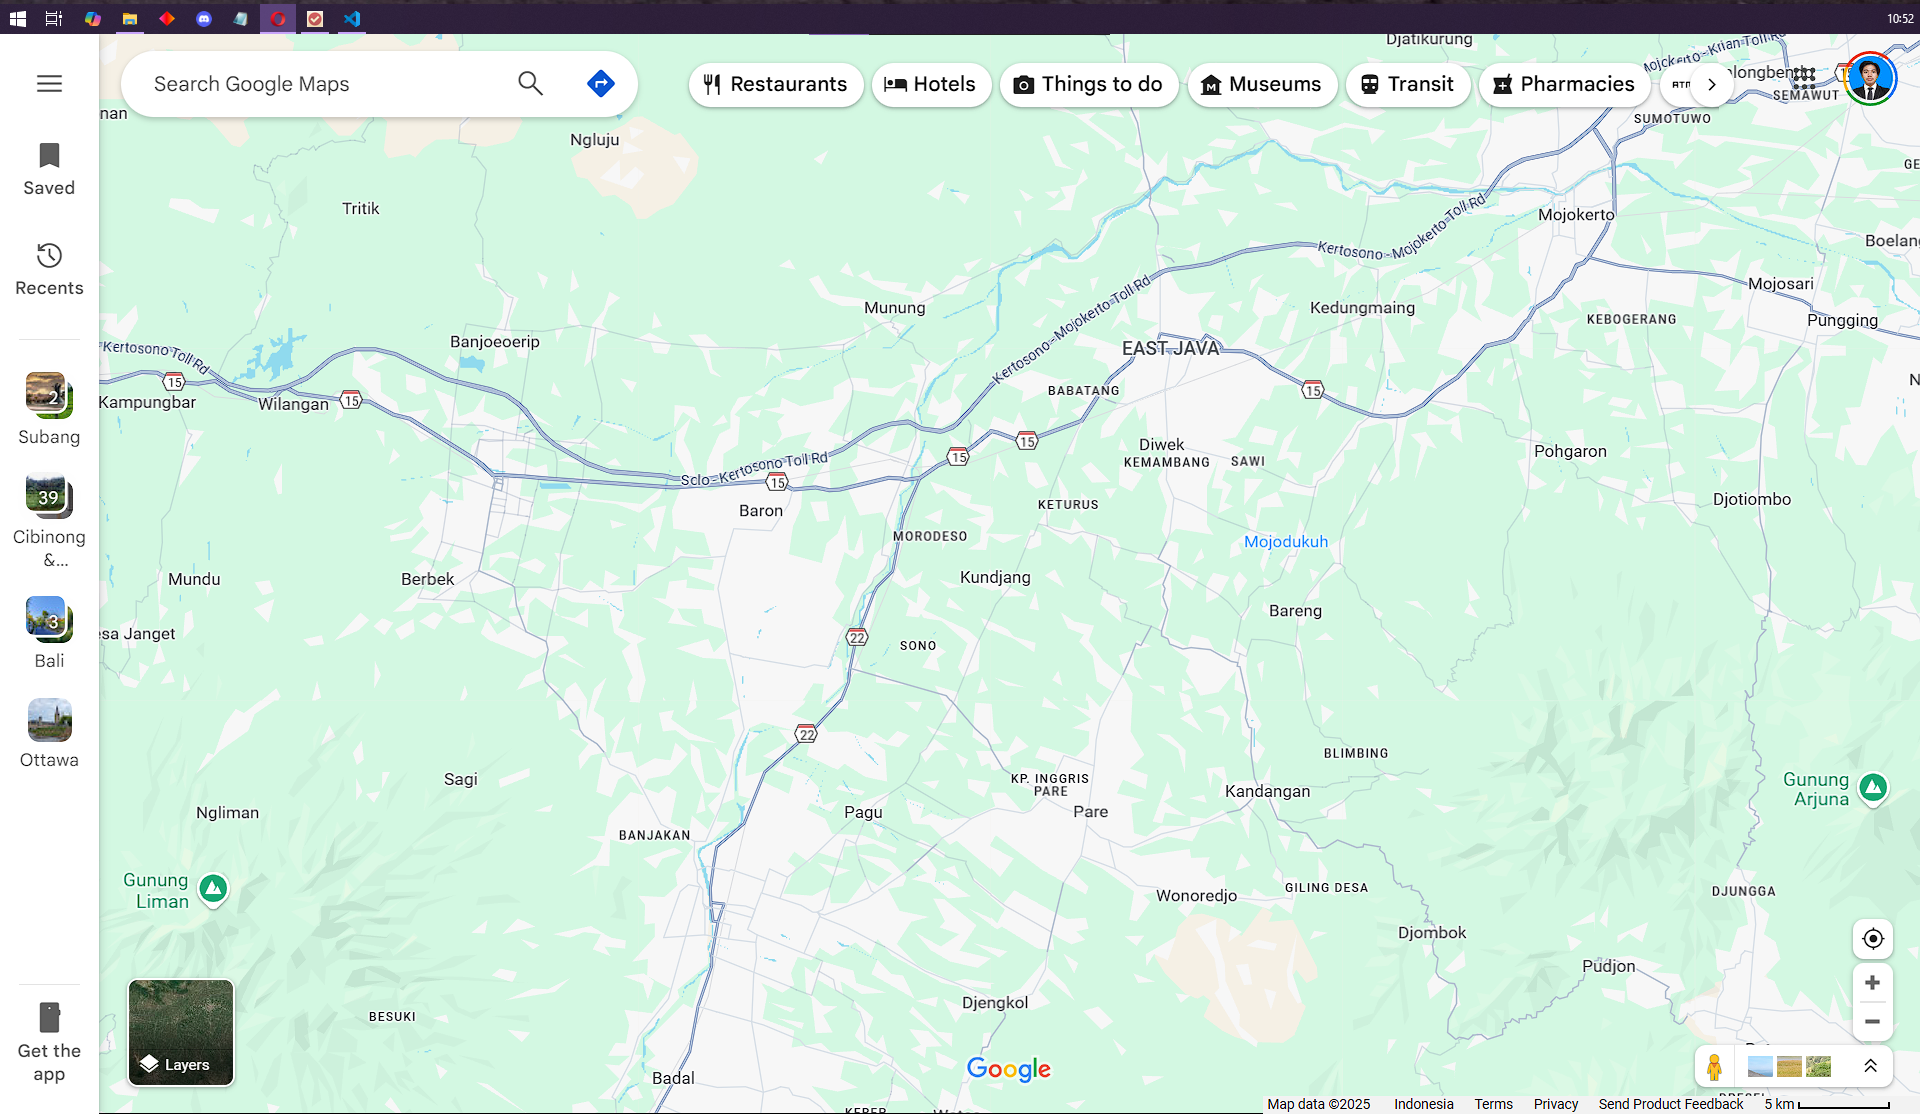 10:52
Search Google Maps
Restaurants
Hotels
Things to do
Museums
Transit
Pharmacies
ATM
Saved
Recents
2
Subang
39
Cibinong
&...
3
Bali
Ottawa
Get the
app
Layers
Djatikurung
Mojokerto - Krian Toll Rd
SEMAWUT
SUMOTUWO
nan
Ngluju
Tritik
Mojokerto
Kertosono - Mojokerto Toll Rd
Munung
Kertosono - Mojokerto Toll Rd
Kedungmaing
Mojosari
KEBOGERANG
Pungging
Banjoeoerip
Kertosono Toll Rd
EAST JAVA
15
Kampungbar
Wilangan
15
BABATANG
15
Diwek
KEMAMBANG
SAWI
15
15
Pohgaron
Solo - Kertosono Toll Rd
15
Baron
KETURUS
Djotiombo
MORODESO
Mojodukuh
Mundu
Berbek
Kundjang
Bareng
esa Janget
22
SONO
22
BLIMBING
Sagi
KP. INGGRIS
PARE
Kandangan
Gunung
Arjuna
Ngliman
Pagu
Pare
BANJAKAN
Gunung
Liman
Wonoredjo
GILING DESA
DJUNGGA
Djombok
Pudjon
Djengkol
BESUKI
Badal
Google
Map data ©2025
Indonesia
Terms
Privacy
Send Product Feedback
5 km